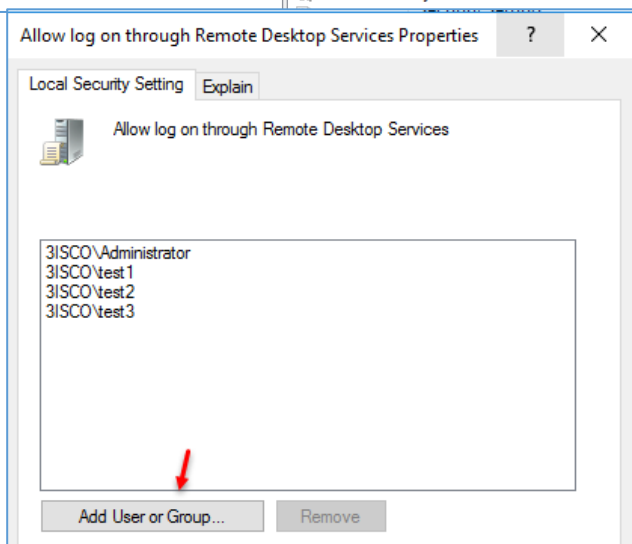 Allow log on through Remote Desktop Services Properties ? ×
Local Security Setting Explain
Allow log on through Remote Desktop Services
3ISCO\Administrator
3ISCO\test1
3ISCO\test2
3ISCO\test3
Add User or Group... Remove